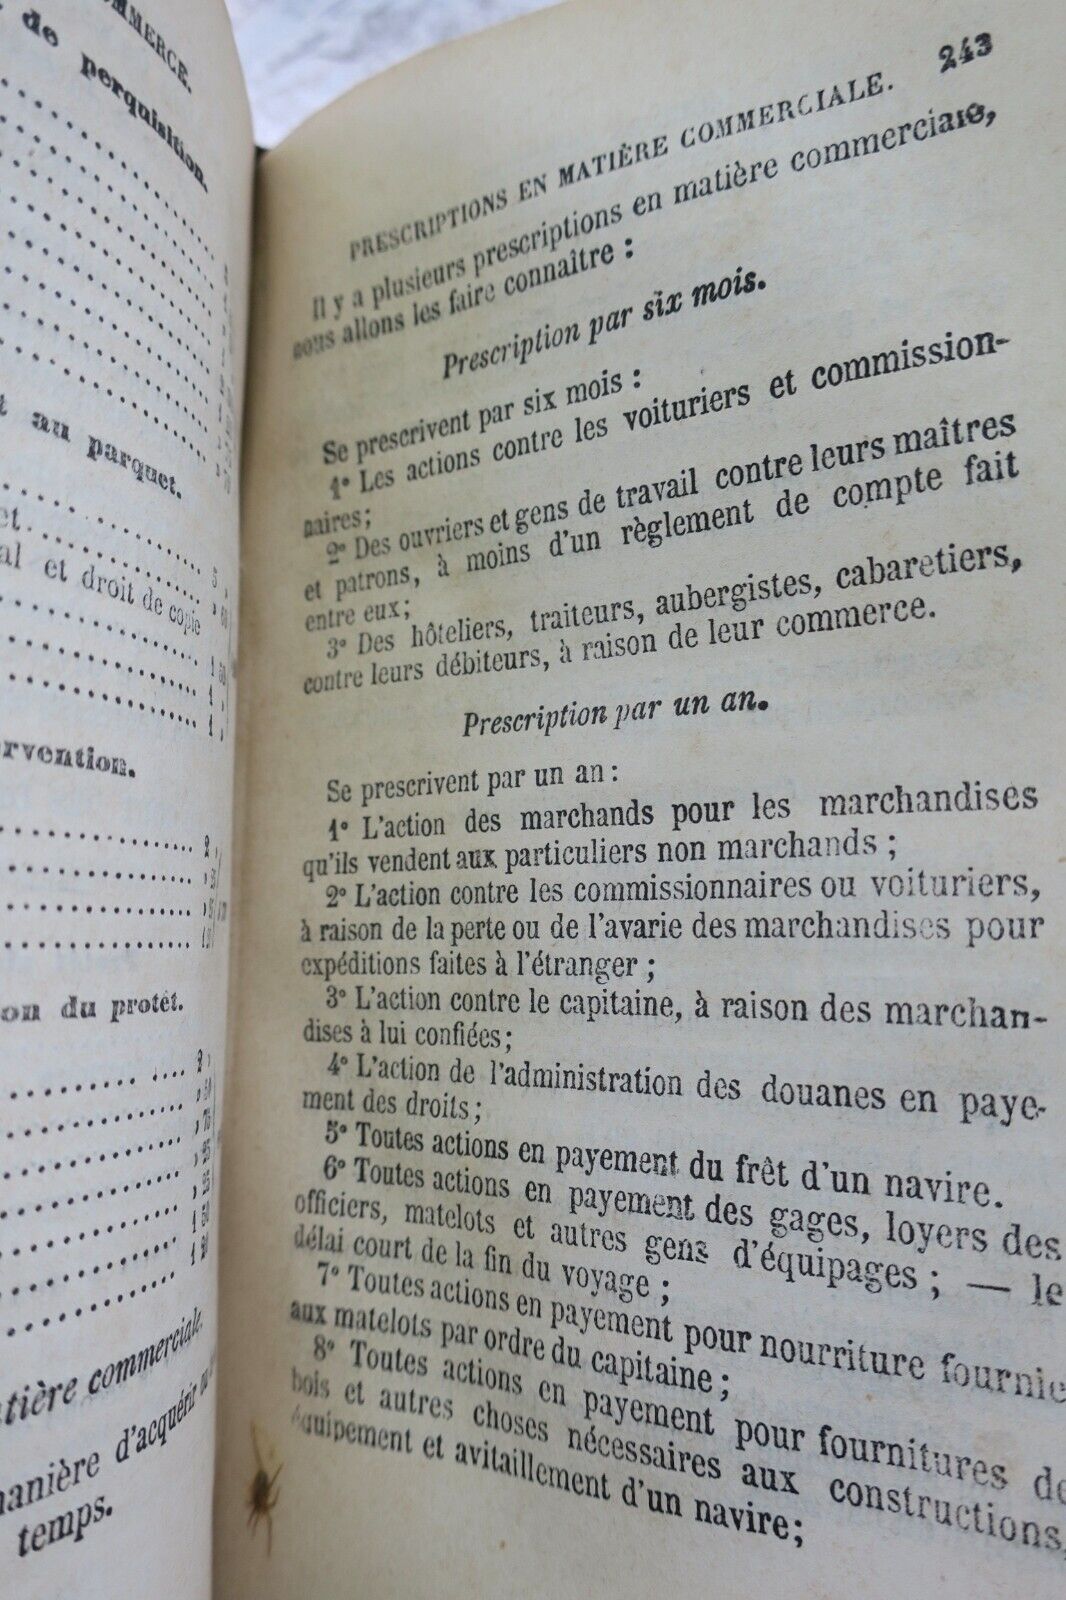 OMMERCE.
de perquisition.
t au parquet.
et.
al et droit de copie
rvention.
on du protêt.
tière commerciale.
manière d'acquérir
temps.
PRESCRIPTIONS EN MATIÈRE COMMERCIALE. 243
Il y a plusieurs prescriptions en matière commerciale,
nous allons les faire connaître :
Prescription par six mois.
Se prescrivent par six mois :
1° Les actions contre les voituriers et commission-
naires;
2° Des ouvriers et gens de travail contre leurs maîtres
et patrons, à moins d'un règlement de compte fait
entre eux;
3° Des hôteliers, traiteurs, aubergistes, cabaretiers,
contre leurs débiteurs, à raison de leur commerce.
Prescription par un an.
Se prescrivent par un an :
1° L'action des marchands pour les marchandises
qu'ils vendent aux particuliers non marchands ;
2° L'action contre les commissionnaires ou voituriers,
à raison de la perte ou de l'avarie des marchandises pour
expéditions faites à l'étranger ;
3° L'action contre le capitaine, à raison des marchan-
dises à lui confiées;
4° L'action de l'administration des douanes en paye-
ment des droits;
5° Toutes actions en payement du frêt d'un navire.
6° Toutes actions en payement des gages, loyers des
officiers, matelots et autres gens d'équipages ; — le
délai court de la fin du voyage ;
7° Toutes actions en payement pour nourriture fournie
aux matelots par ordre du capitaine ;
8° Toutes actions en payement pour fournitures de
bois et autres choses nécessaires aux constructions,
équipement et avitaillement d'un navire;